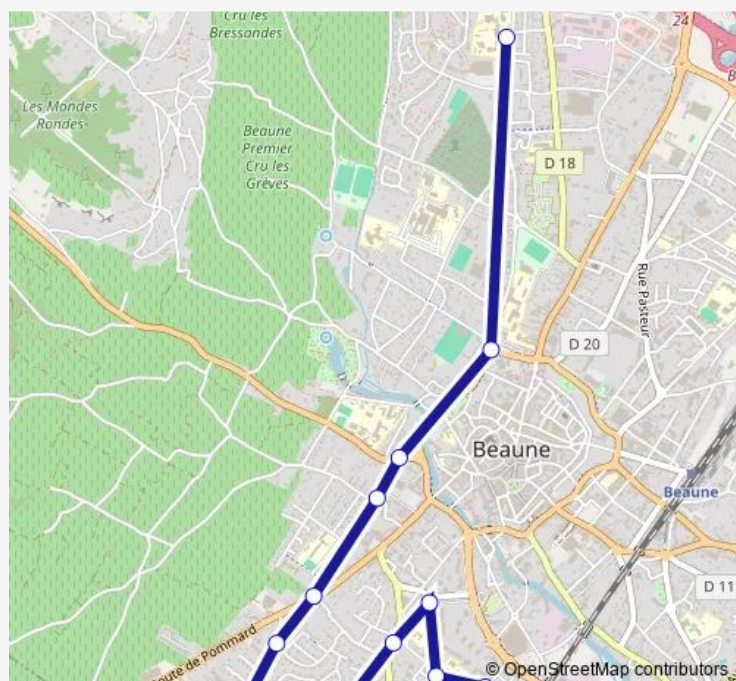 Cru les
Bressandes
24
B
Les Mondes
Rondes
Beaune
Premier
Cru les
Grèves
D 18
Rue Pasteur
D 20
Beaune
Beaune
D 11
oute de Pommard
© OpenStreetMap contributors